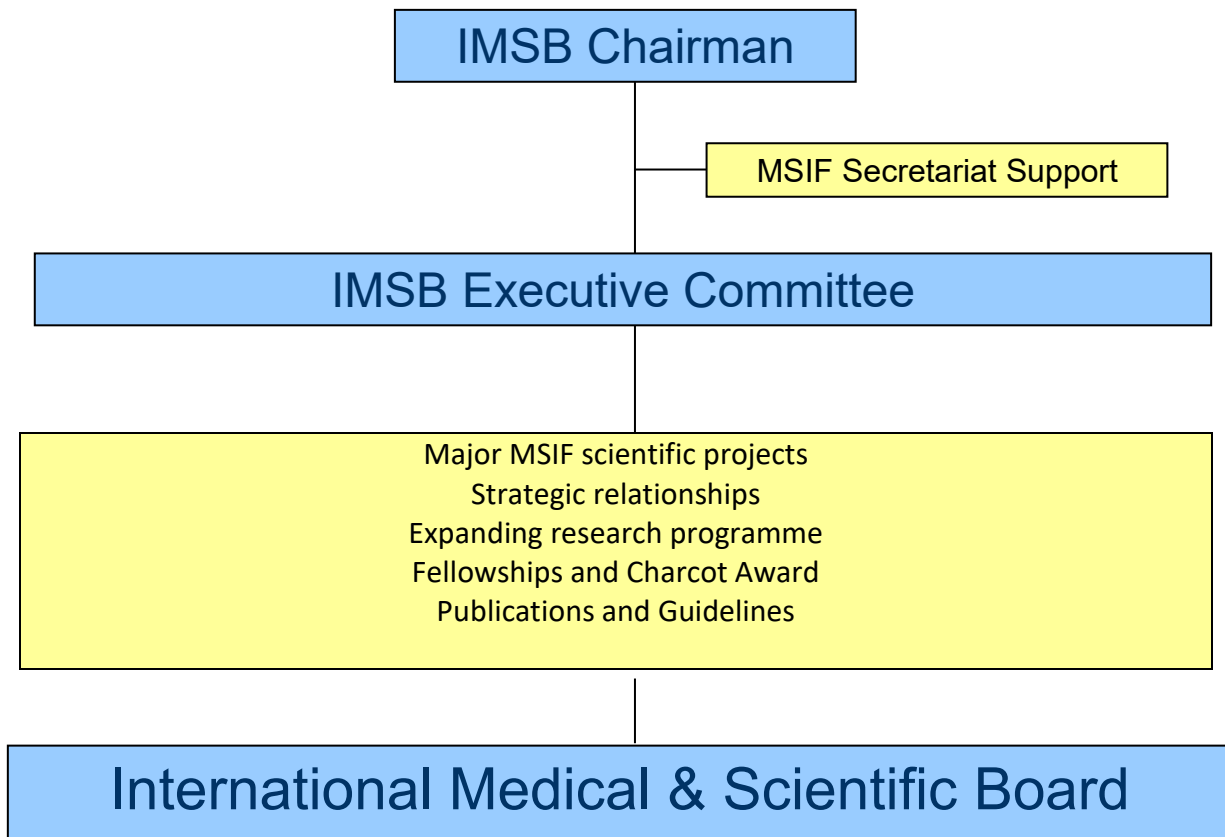 IMSB Chairman
MSIF Secretariat Support
IMSB Executive Committee
Major MSIF scientific projects
Strategic relationships
Expanding research programme
Fellowships and Charcot Award
Publications and Guidelines
International Medical & Scientific Board